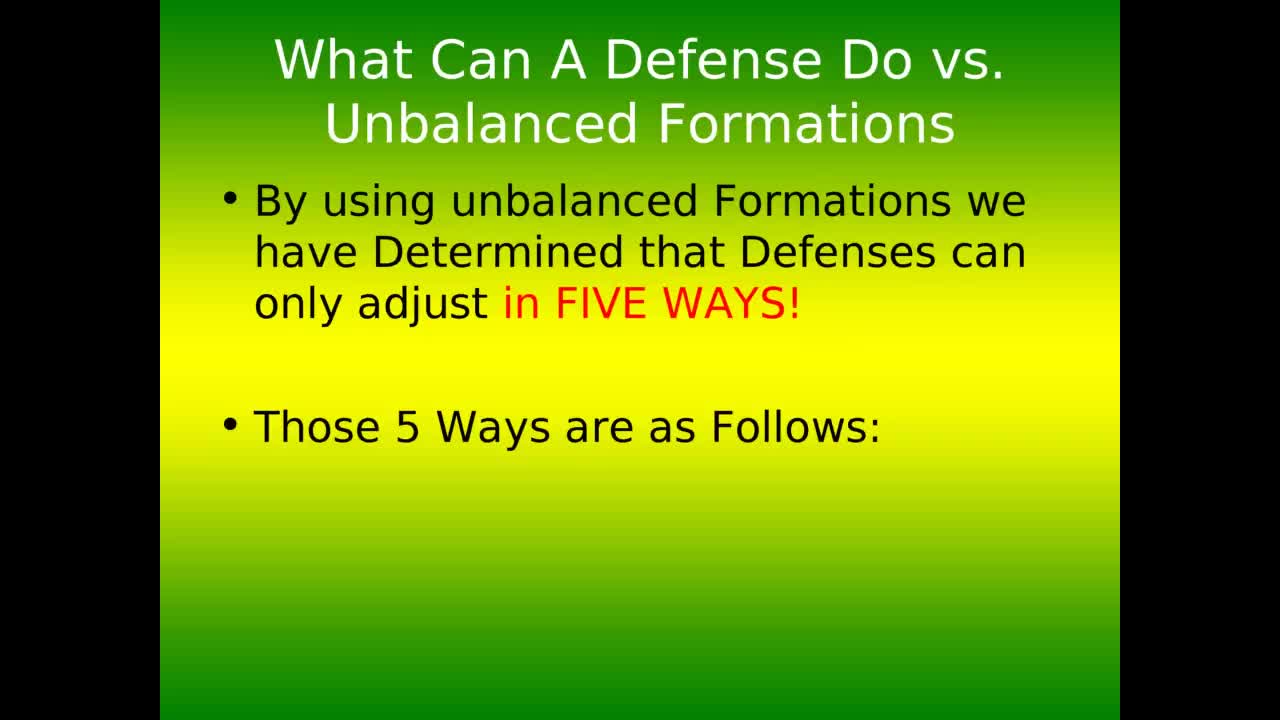 What Can A Defense Do vs.
Unbalanced Formations
• By using unbalanced Formations we
have Determined that Defenses can
only adjust in FIVE WAYS!
• Those 5 Ways are as Follows: